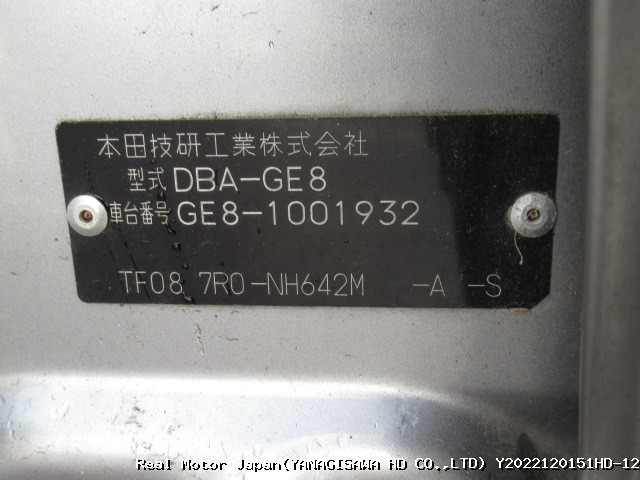 本田技研工業株式会社
型式 DBA-GE8
車台番号 GE8-1001932
TF08 7R0-NH642M -A -S
Real Motor Japan(YANAGISAWA HD CO.,LTD) Y2022120151HD-12